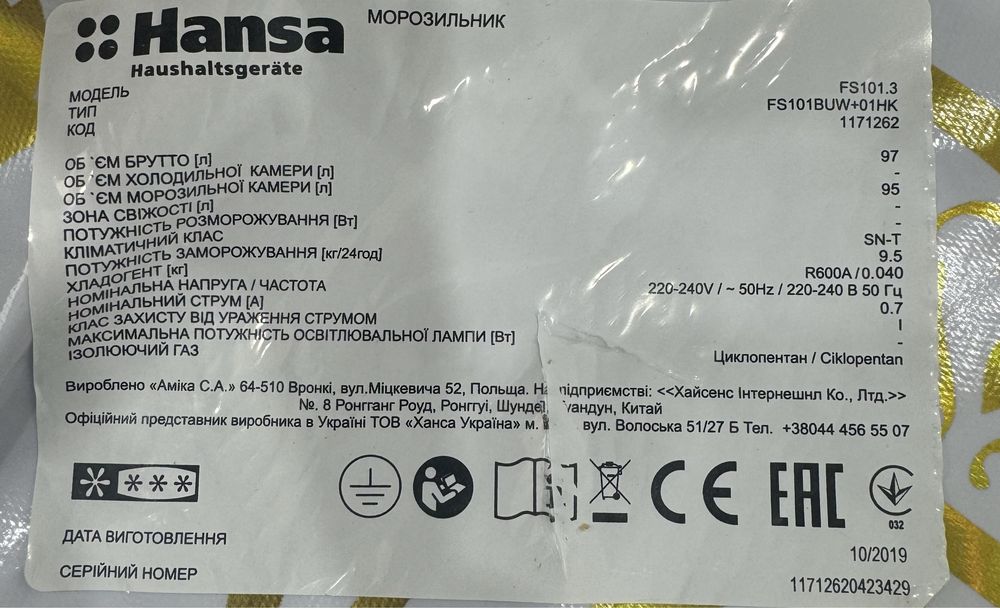 Hansa МОРОЗИЛЬНИК
Haushaltsgeräte
МОДЕЛЬ FS101.3
ТИП FS101BUW+01HK
КОД 1171262
ОБ`ЄМ БРУТТО [л] 97
ОБ`ЄМ ХОЛОДИЛЬНОЇ КАМЕРИ [л] -
ОБ`ЄМ МОРОЗИЛЬНОЇ КАМЕРИ [л] 95
ЗОНА СВІЖОСТІ [л] -
ПОТУЖНІСТЬ РОЗМОРОЖУВАННЯ [Вт] -
КЛІМАТИЧНИЙ КЛАС SN-T
ПОТУЖНІСТЬ ЗАМОРОЖУВАННЯ [кг/24год] 9.5
ХЛАДОГЕНТ [кг] R600A / 0.040
НОМІНАЛЬНА НАПРУГА / ЧАСТОТА 220-240V / ~ 50Hz / 220-240 В 50 Гц
НОМІНАЛЬНИЙ СТРУМ [А] 0.7
КЛАС ЗАХИСТУ ВІД УРАЖЕННЯ СТРУМОМ I
МАКСИМАЛЬНА ПОТУЖНІСТЬ ОСВІТЛЮВАЛЬНОЇ ЛАМПИ [Вт] -
ІЗОЛЮЮЧИЙ ГАЗ Циклопентан / Ciklopentan
Вироблено «Аміка С.А.» 64-510 Вронкі, вул.Міцкевича 52, Польща. На підприємстві: <<Хайсенс Інтернешнл Ко., Лтд.>>
№. 8 Ронгганг Роуд, Ронггуі, Шунде, Китай
Офіційний представник виробника в Україні ТОВ «Ханса Україна» м. вул. Волоська 51/27 Б Тел. +38044 456 55 07
CE EAC
032
ДАТА ВИГОТОВЛЕННЯ 10/2019
СЕРІЙНИЙ НОМЕР 11712620423429